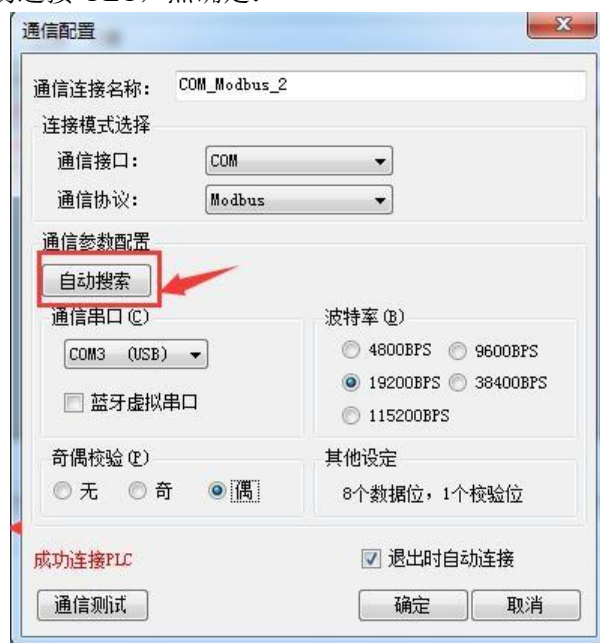 通信配置
通信连接名称： COM_Modbus_2
连接模式选择
通信接口： COM
通信协议： Modbus
通信参数配置
自动搜索
通信串口(C)
COM3 (USB)
蓝牙虚拟串口
波特率(B)
4800BPS 9600BPS
19200BPS 38400BPS
115200BPS
奇偶校验(P)
无 奇 偶
其他设定
8个数据位，1个校验位
成功连接PLC
退出时自动连接
通信测试 确定 取消